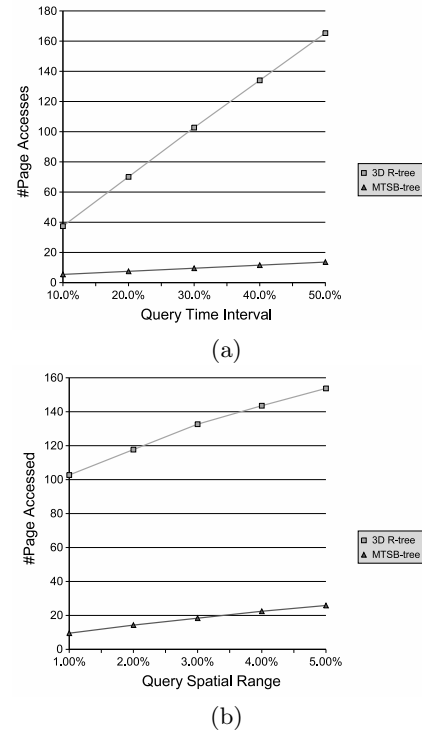 180
160
140
120
100
80
60
40
20
0
#Page Accesses
10.0% 20.0% 30.0% 40.0% 50.0%
Query Time Interval
3D R-tree
MTSB-tree
(a)
160
140
120
100
80
60
40
20
0
#Page Accessed
1.00% 2.00% 3.00% 4.00% 5.00%
Query Spatial Range
3D R-tree
MTSB-tree
(b)